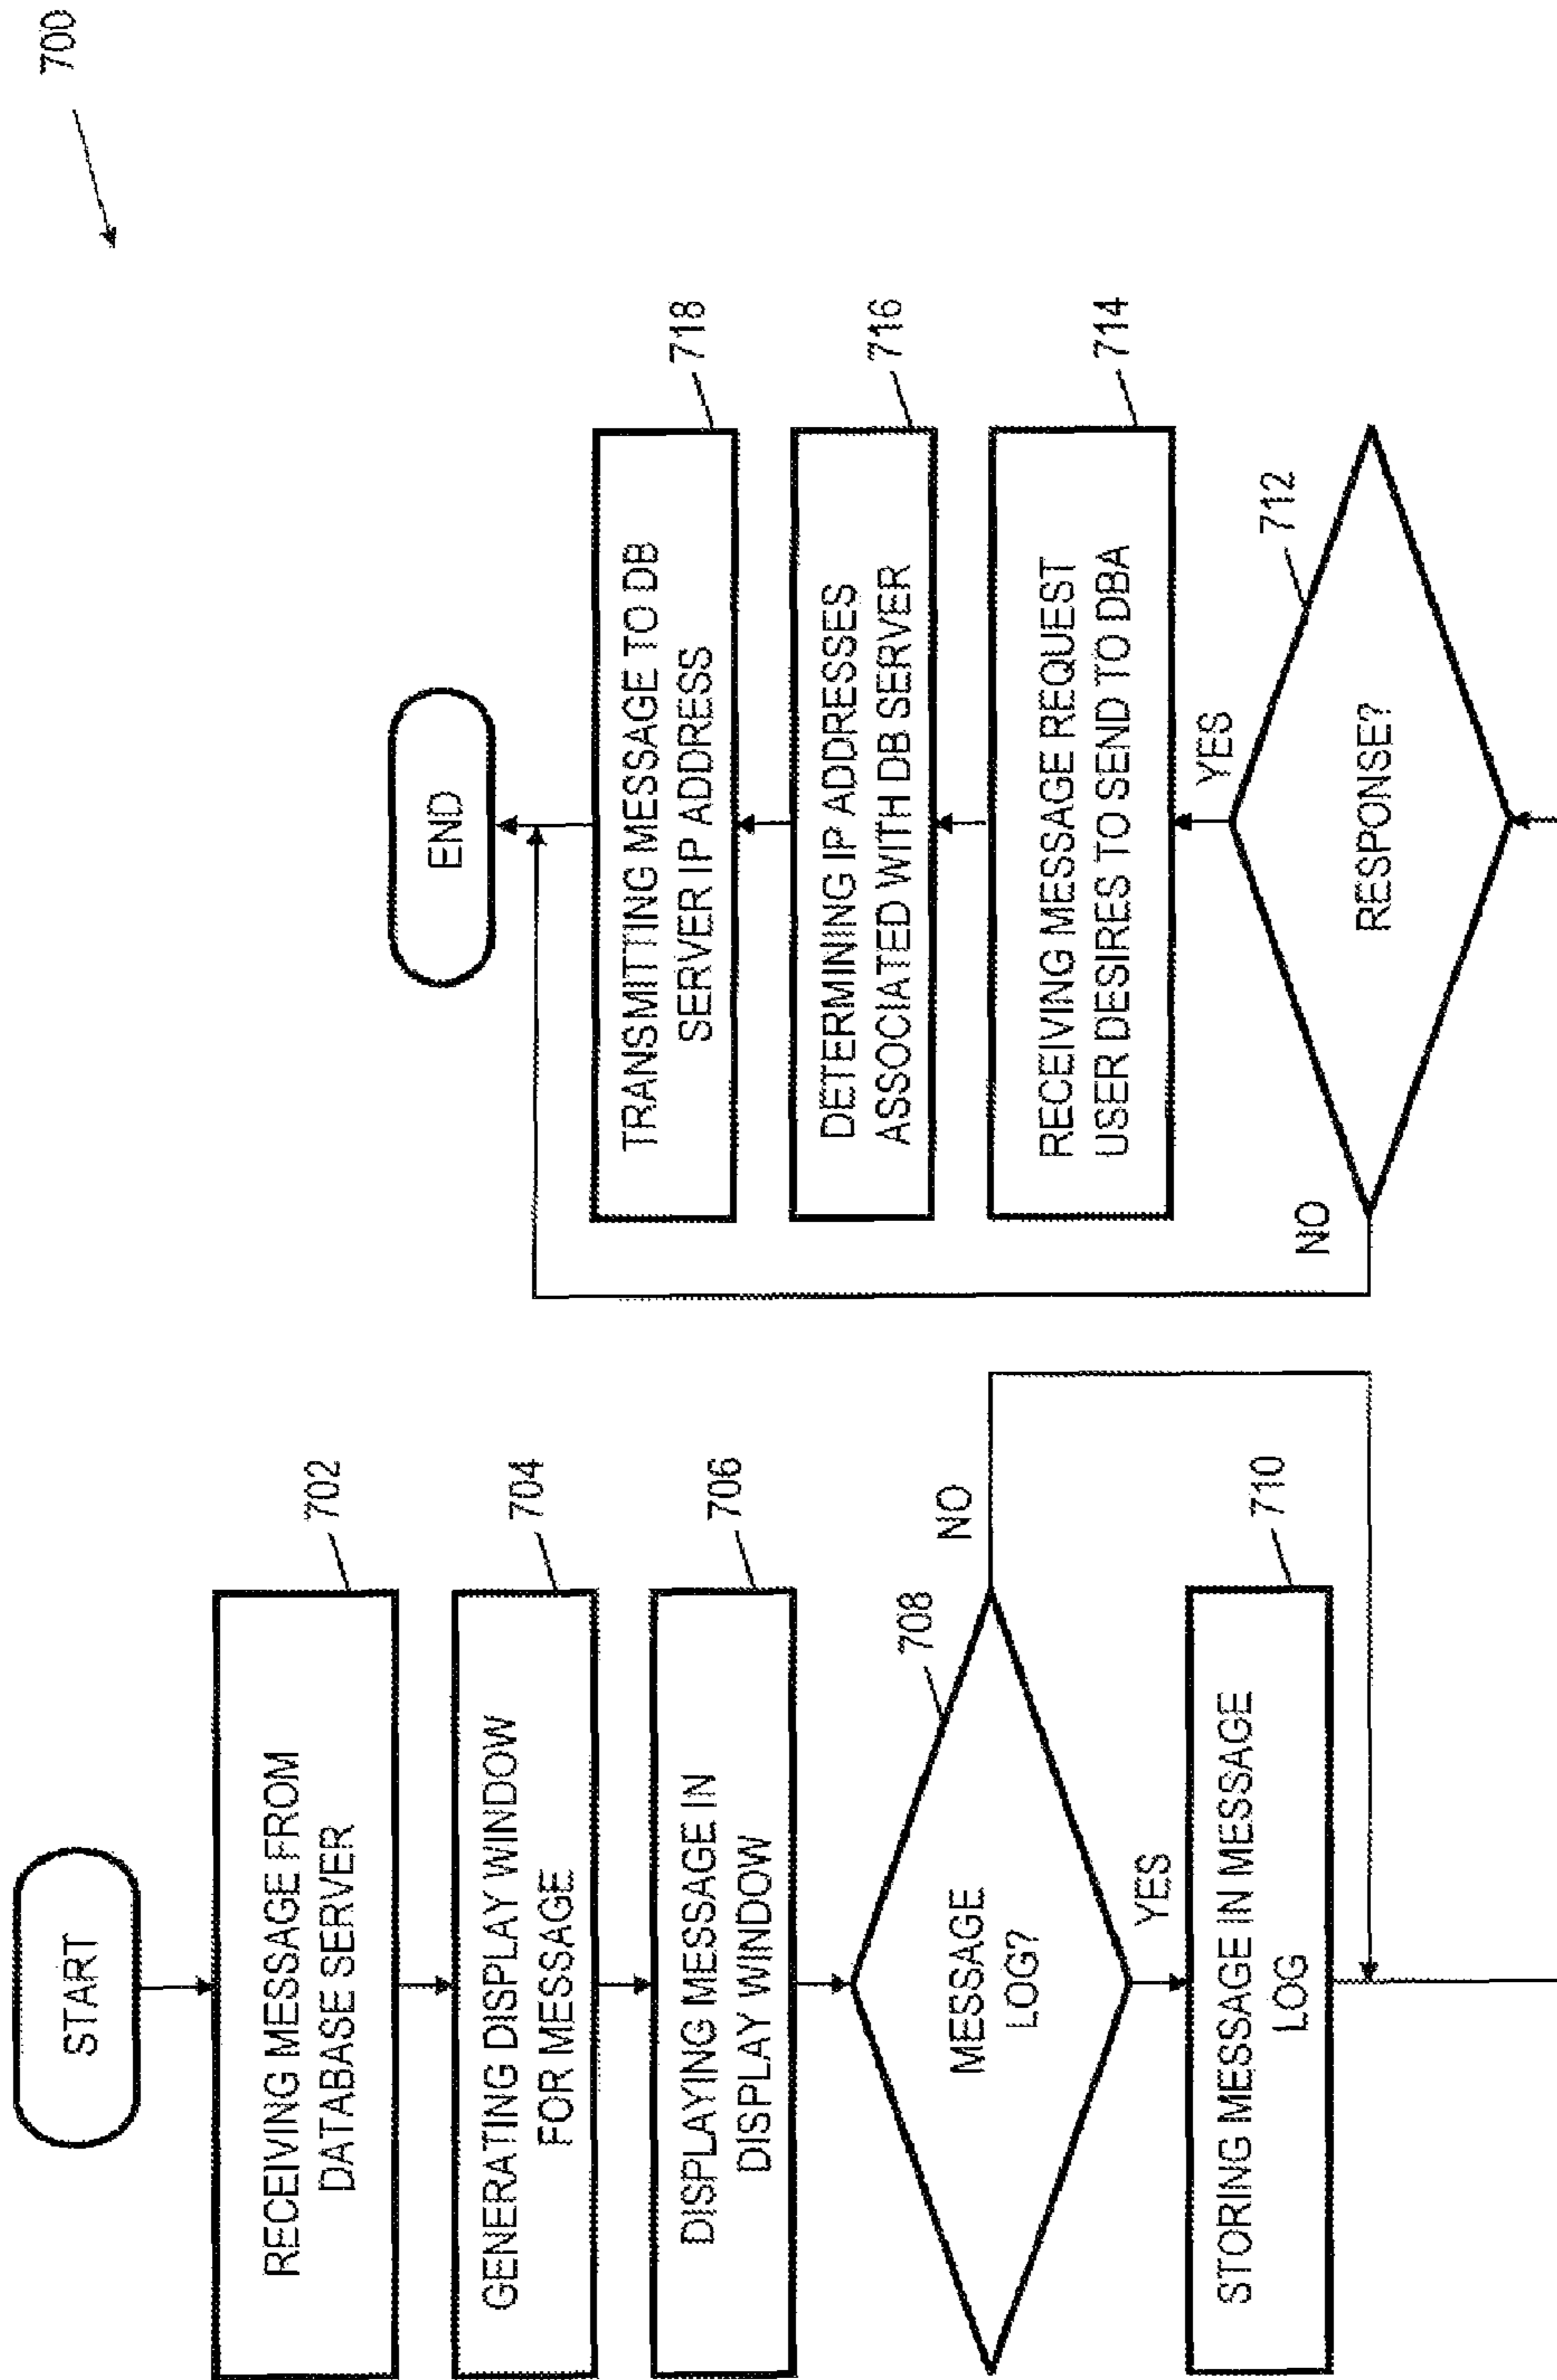 700
START
RECEIVING MESSAGE FROM
DATABASE SERVER
702
GENERATING DISPLAY WINDOW
FOR MESSAGE
704
DISPLAYING MESSAGE IN
DISPLAY WINDOW
706
MESSAGE
LOG?
708
NO
YES
STORING MESSAGE IN MESSAGE
LOG
710
RESPONSE?
712
NO
YES
RECEIVING MESSAGE REQUEST
USER DESIRES TO SEND TO DBA
714
DETERMINING IP ADDRESSES
ASSOCIATED WITH DB SERVER
716
TRANSMITTING MESSAGE TO DB
SERVER IP ADDRESS
718
END